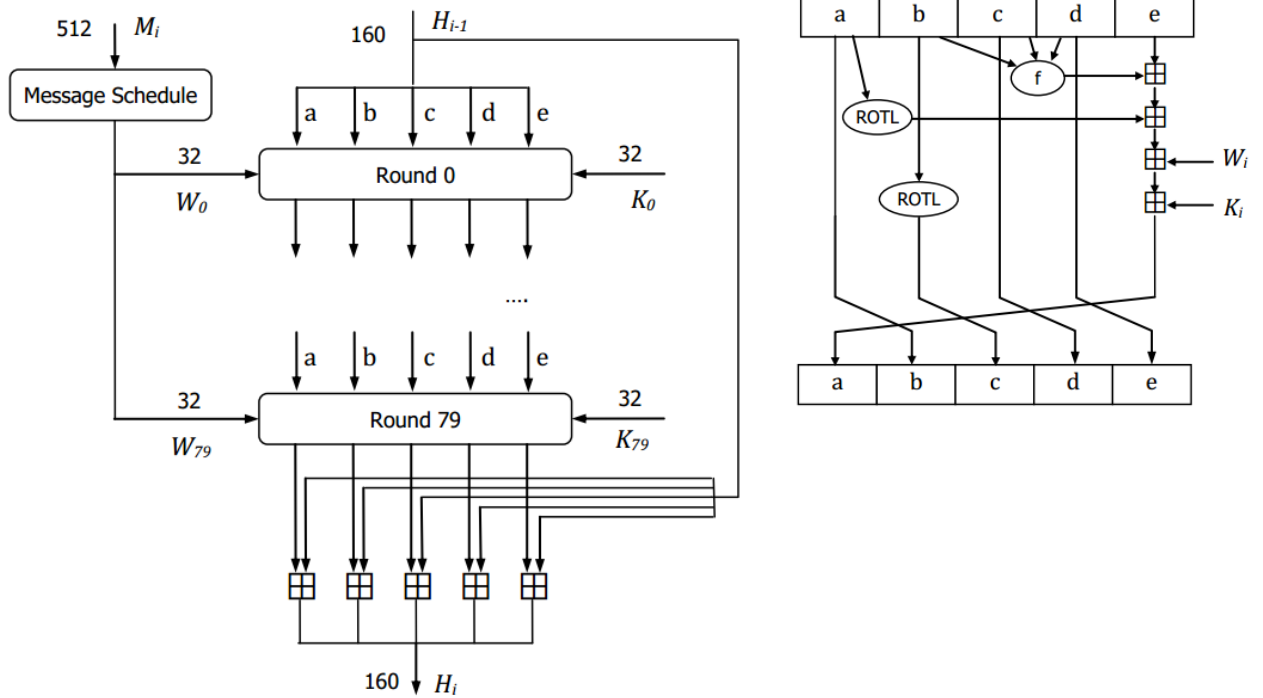 512 Mᵢ
Message Schedule
160 Hᵢ₋₁
a b c d e
32
W₀
Round 0
32
K₀
....
a b c d e
32
W₇₉
Round 79
32
K₇₉
160 Hᵢ
a b c d e
f
ROTL
Wᵢ
ROTL
Kᵢ
a b c d e